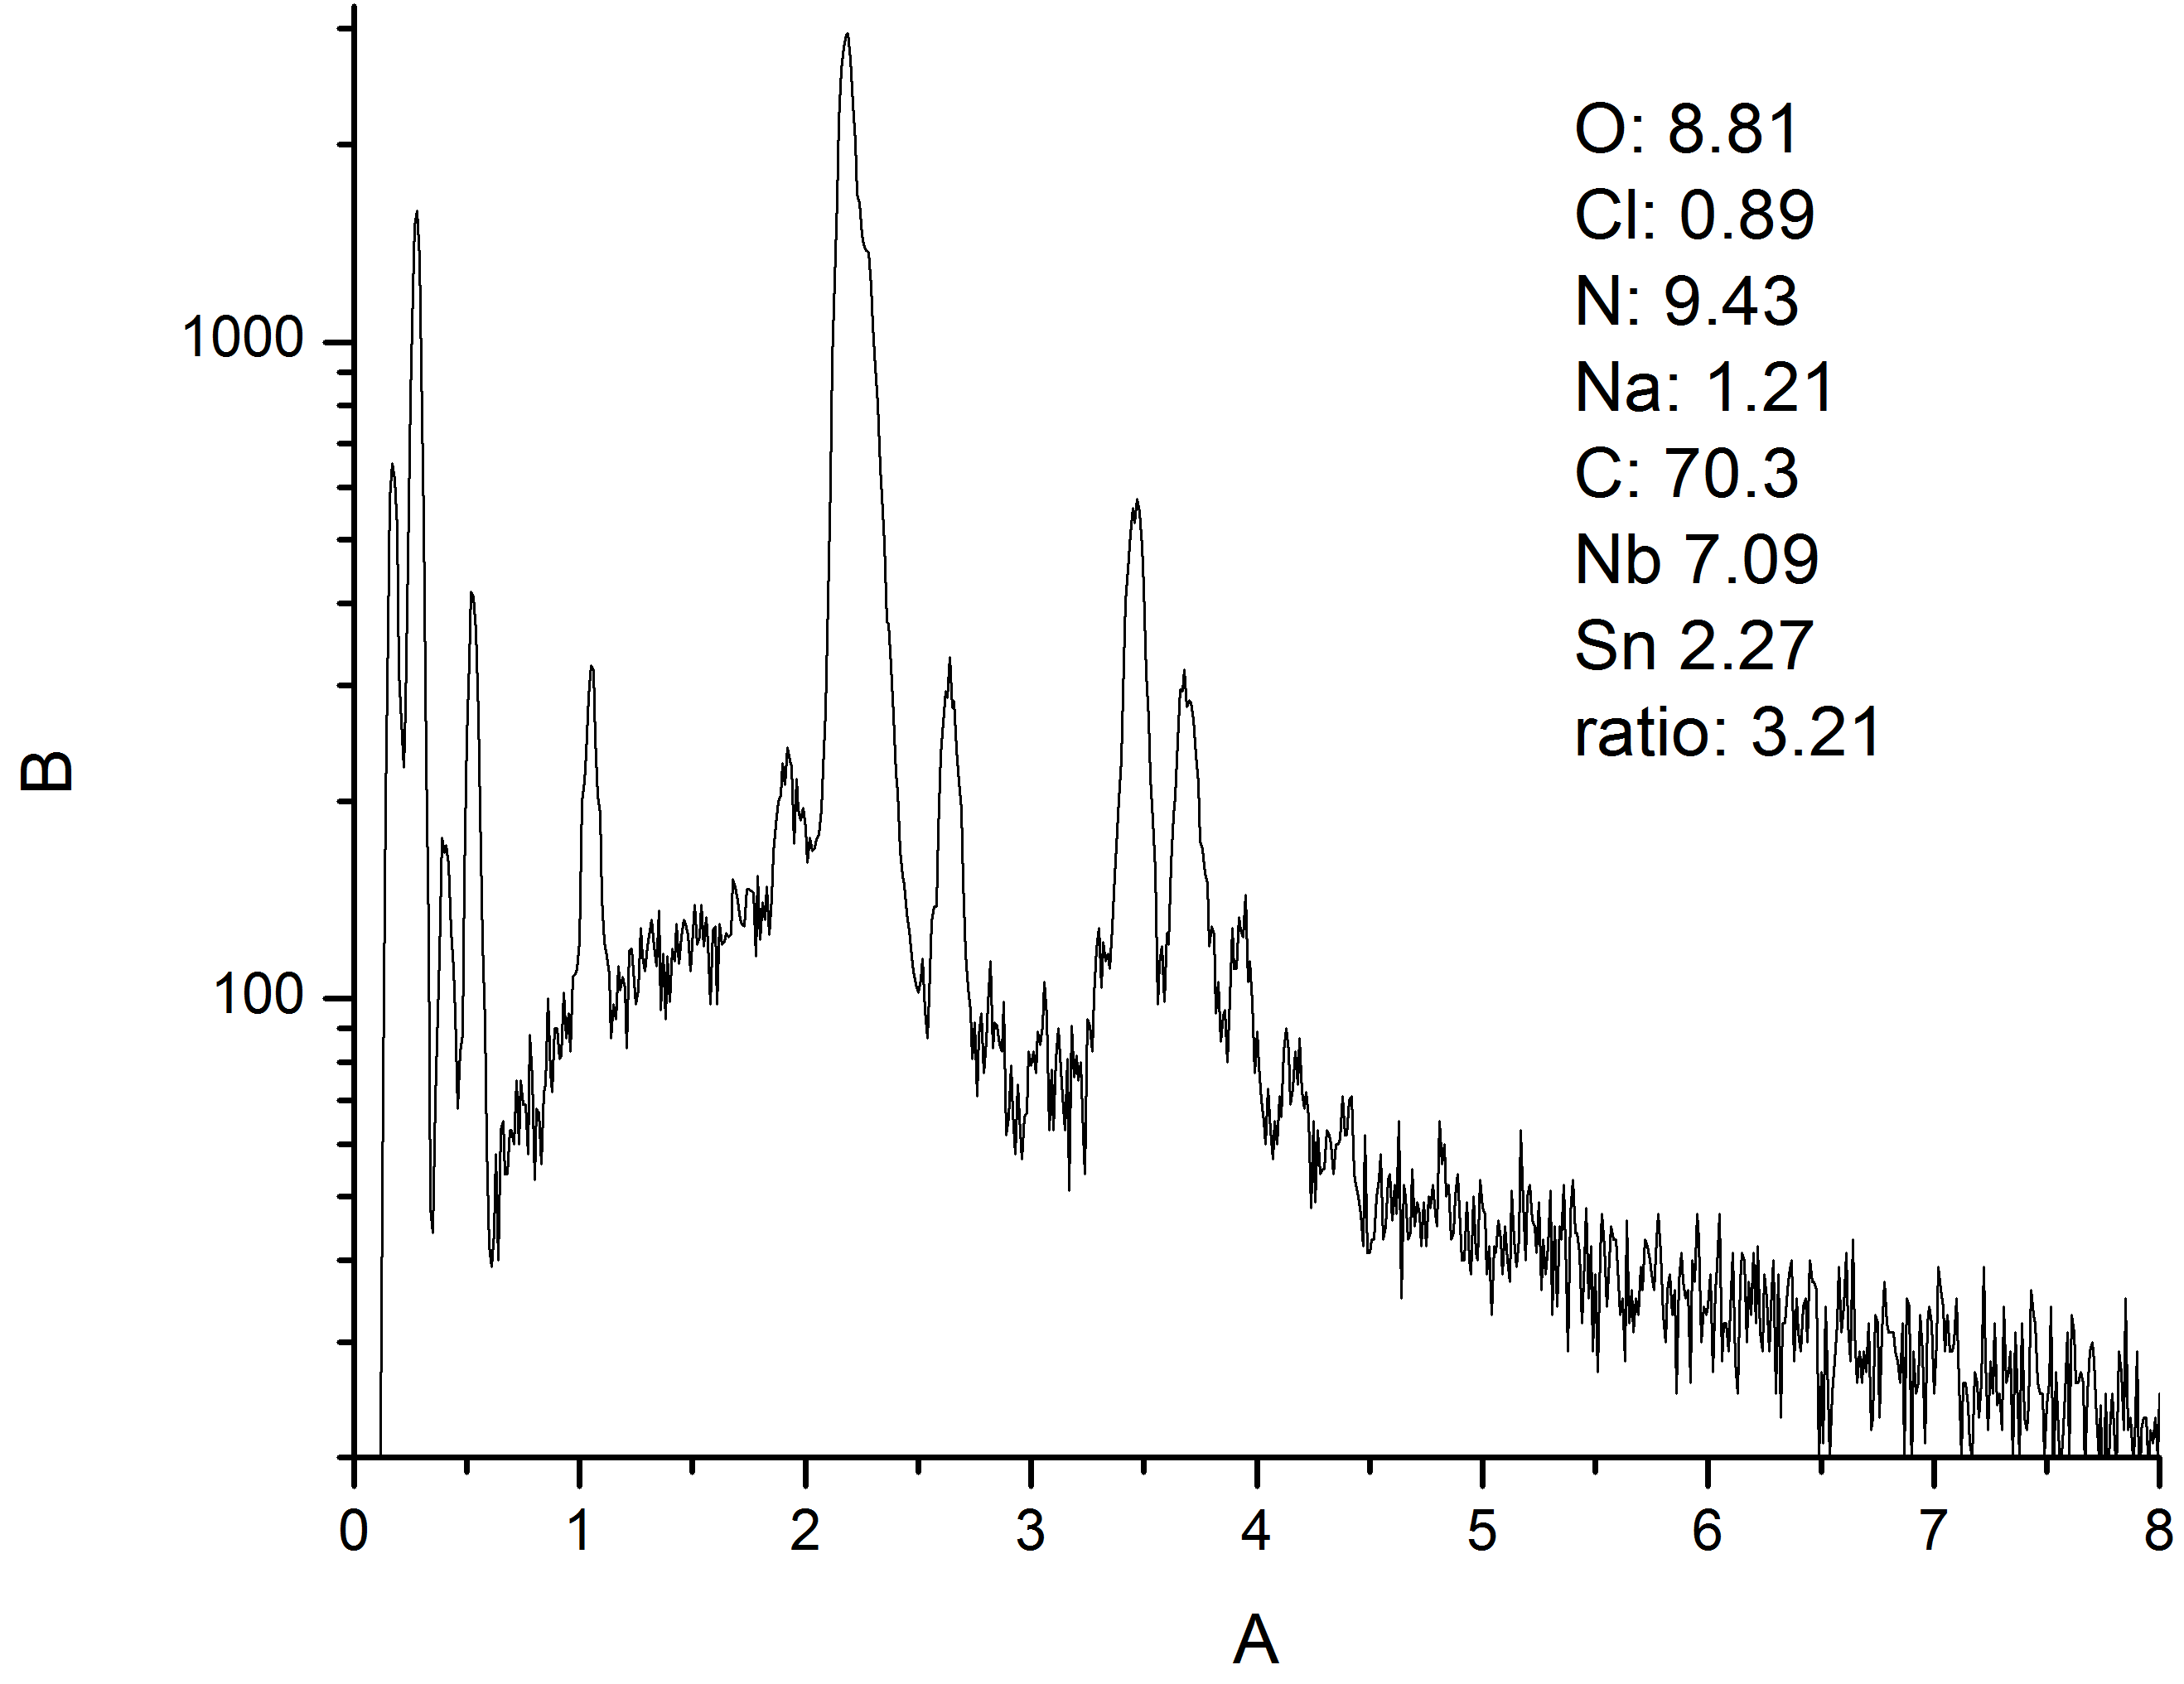 O: 8.81
Cl: 0.89
N: 9.43
Na: 1.21
C: 70.3
Nb 7.09
Sn 2.27
ratio: 3.21
1000
100
B
0 1 2 3 4 5 6 7 8
A